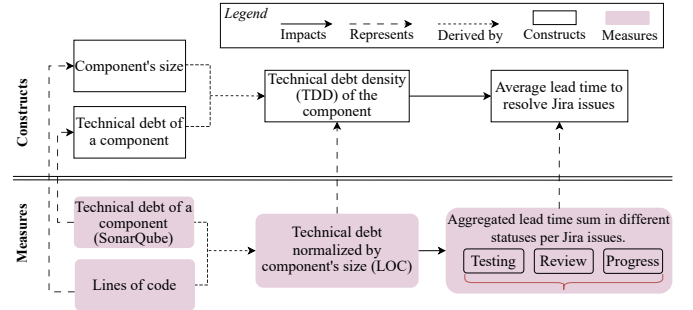 Legend
Impacts
Represents
Derived by
Constructs
Measures
Constructs
Component's size
Technical debt of
a component
Technical debt density
(TDD) of the
component
Average lead time to
resolve Jira issues
Measures
Technical debt of a
component
(SonarQube)
Lines of code
Technical debt
normalized by
component's size (LOC)
Aggregated lead time sum in different
statuses per Jira issues.
Testing
Review
Progress